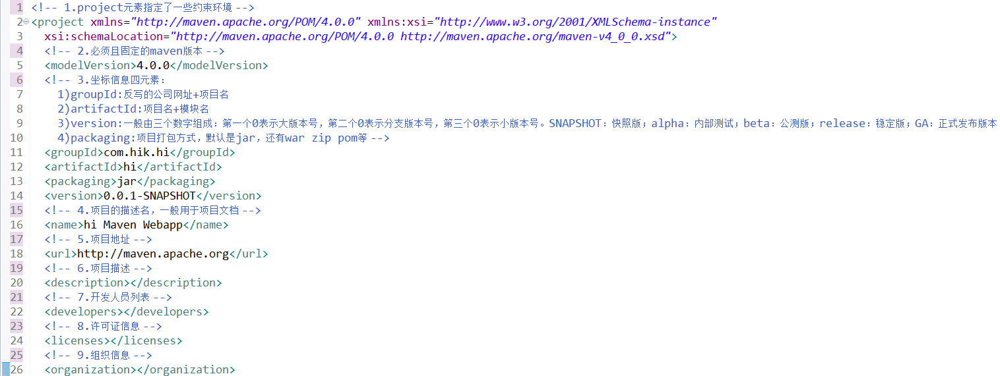 1 <!-- 1.project元素指定了一些约束环境 -->
2 <project xmlns="http://maven.apache.org/POM/4.0.0" xmlns:xsi="http://www.w3.org/2001/XMLSchema-instance"
3 xsi:schemaLocation="http://maven.apache.org/POM/4.0.0 http://maven.apache.org/maven-v4_0_0.xsd">
4 <!-- 2.必须且固定的maven版本 -->
5 <modelVersion>4.0.0</modelVersion>
6 <!-- 3.坐标信息四元素:
7 1)groupId:反写的公司网址+项目名
8 2)artifactId:项目名+模块名
9 3)version:一般由三个数字组成：第一个0表示大版本号，第二个0表示分支版本号，第三个0表示小版本号。SNAPSHOT：快照版；alpha：内部测试；beta：公测版；release：稳定版；GA：正式发布版本
10 4)packaging:项目打包方式，默认是jar，还有war zip pom等 -->
11 <groupId>com.hik.hi</groupId>
12 <artifactId>hi</artifactId>
13 <packaging>jar</packaging>
14 <version>0.0.1-SNAPSHOT</version>
15 <!-- 4.项目的描述名，一般用于项目文档 -->
16 <name>hi Maven Webapp</name>
17 <!-- 5.项目地址 -->
18 <url>http://maven.apache.org</url>
19 <!-- 6.项目描述 -->
20 <description></description>
21 <!-- 7.开发人员列表 -->
22 <developers></developers>
23 <!-- 8.许可证信息 -->
24 <licenses></licenses>
25 <!-- 9.组织信息 -->
26 <organization></organization>